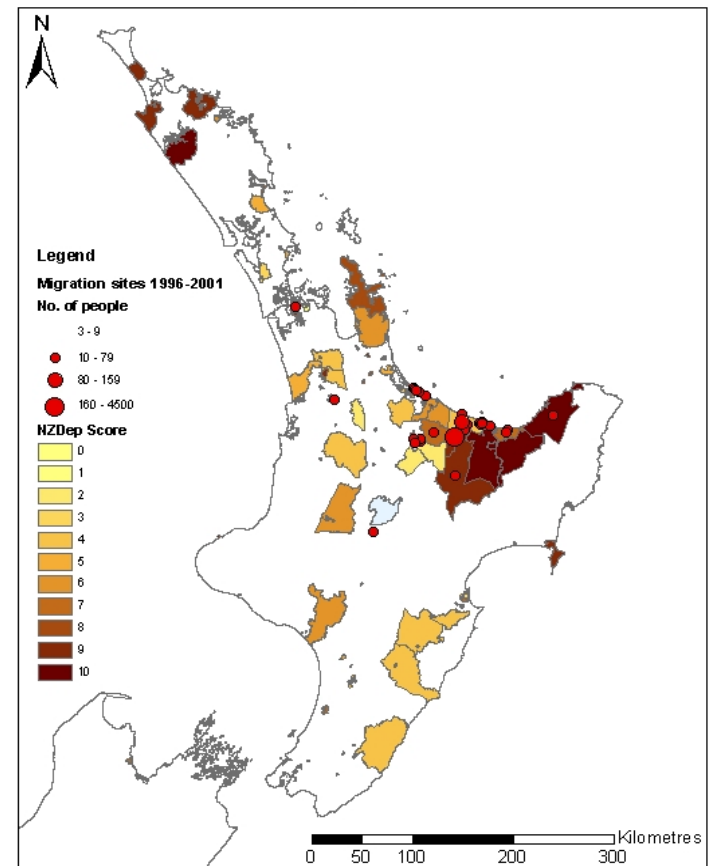 N
Legend
Migration sites 1996-2001
No. of people
3 - 9
10 - 79
80 - 159
160 - 4500
NZDep Score
0
1
2
3
4
5
6
7
8
9
10
Kilometres
0 50 100 200 300